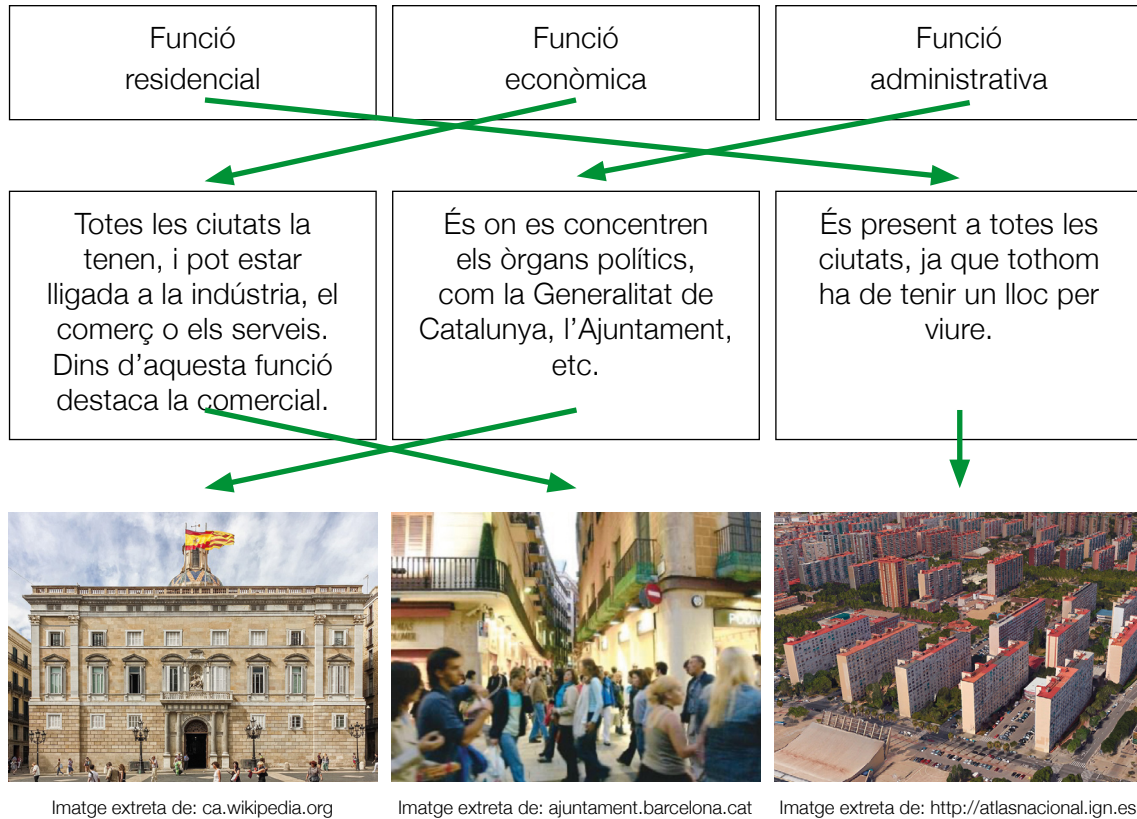 Funció
residencial
Funció
econòmica
Funció
administrativa
Totes les ciutats la
tenen, i pot estar
lligada a la indústria, el
comerç o els serveis.
Dins d'aquesta funció
destaca la comercial.
És on es concentren
els òrgans polítics,
com la Generalitat de
Catalunya, l'Ajuntament,
etc.
És present a totes les
ciutats, ja que tothom
ha de tenir un lloc per
viure.
Imatge extreta de: ca.wikipedia.org
Imatge extreta de: ajuntament.barcelona.cat
Imatge extreta de: http://atlasnacional.ign.es